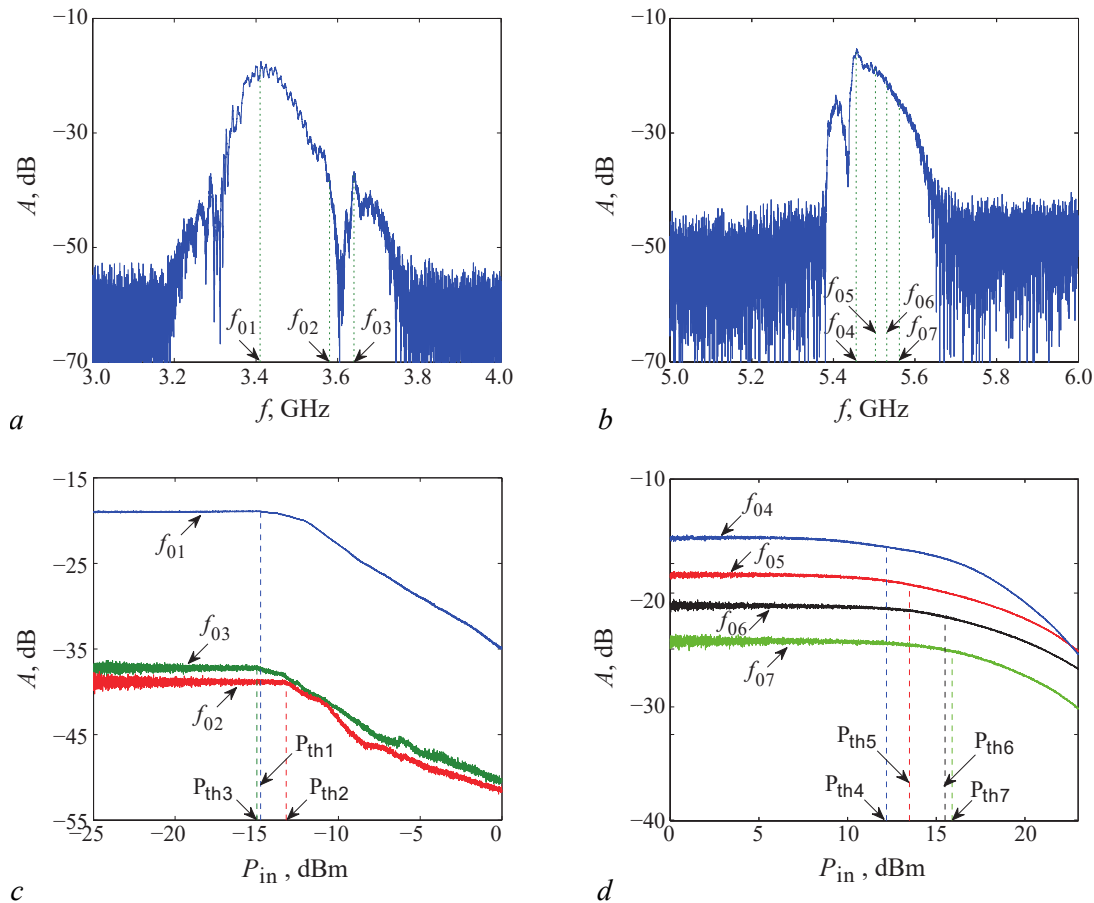 −10
−30
−50
−70
A, dB
f01
f02
f03
3.0
3.2
3.4
3.6
3.8
4.0
f, GHz
a
−10
−30
−50
−70
A, dB
f05
f06
f04
f07
5.0
5.2
5.4
5.6
5.8
6.0
f, GHz
b
−15
−25
−35
−45
−55
A, dB
f01
f03
f02
Pth1
Pth3
Pth2
−25
−20
−15
−10
−5
0
Pin , dBm
c
−10
−20
−30
−40
A, dB
f04
f05
f06
f07
Pth5
Pth6
Pth4
Pth7
0
5
10
15
20
Pin , dBm
d